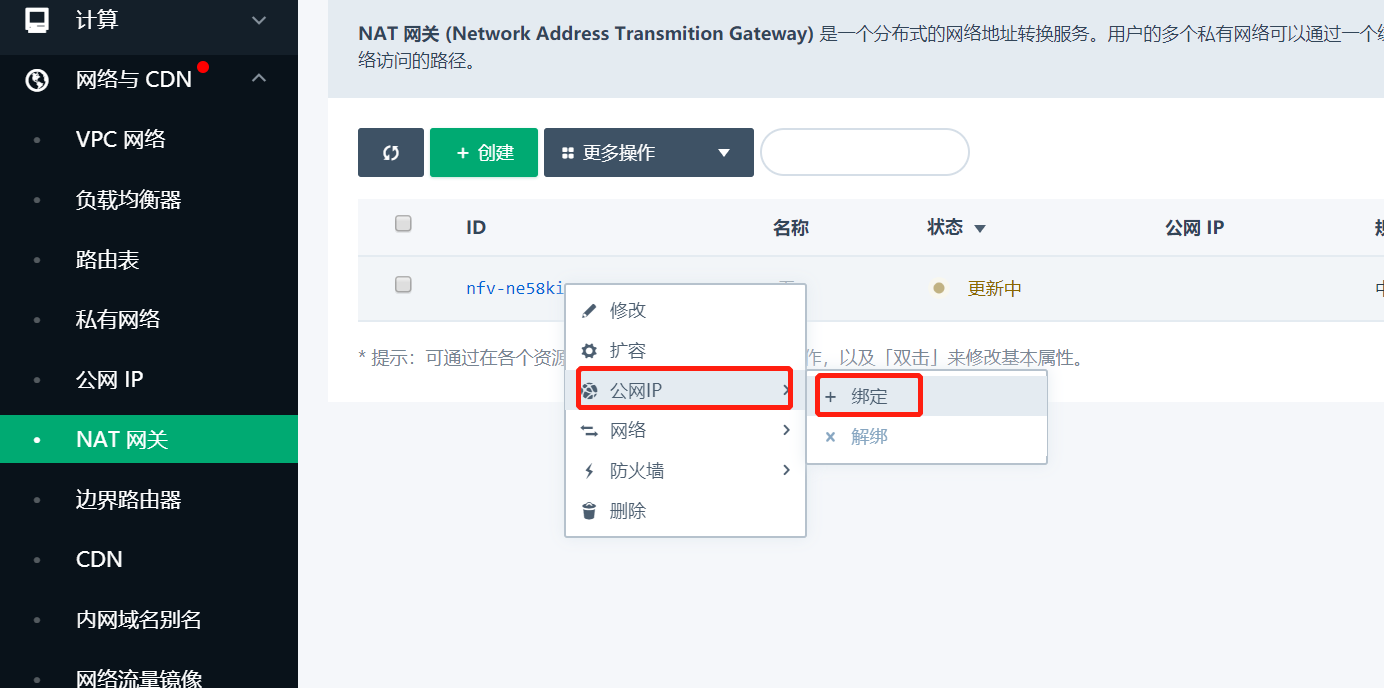 计算
网络与 CDN
VPC 网络
负载均衡器
路由表
私有网络
公网 IP
NAT 网关
边界路由器
CDN
内网域名别名
网络流量镜像
NAT 网关 (Network Address Transmition Gateway) 是一个分布式的网络地址转换服务。用户的多个私有网络可以通过一个
络访问的路径。
+ 创建
更多操作
ID 名称 状态 公网 IP
nfv-ne58ki
更新中
* 提示：可通过在各个资源 作，以及「双击」来修改基本属性。
修改
扩容
公网IP
网络
防火墙
删除
+ 绑定
× 解绑